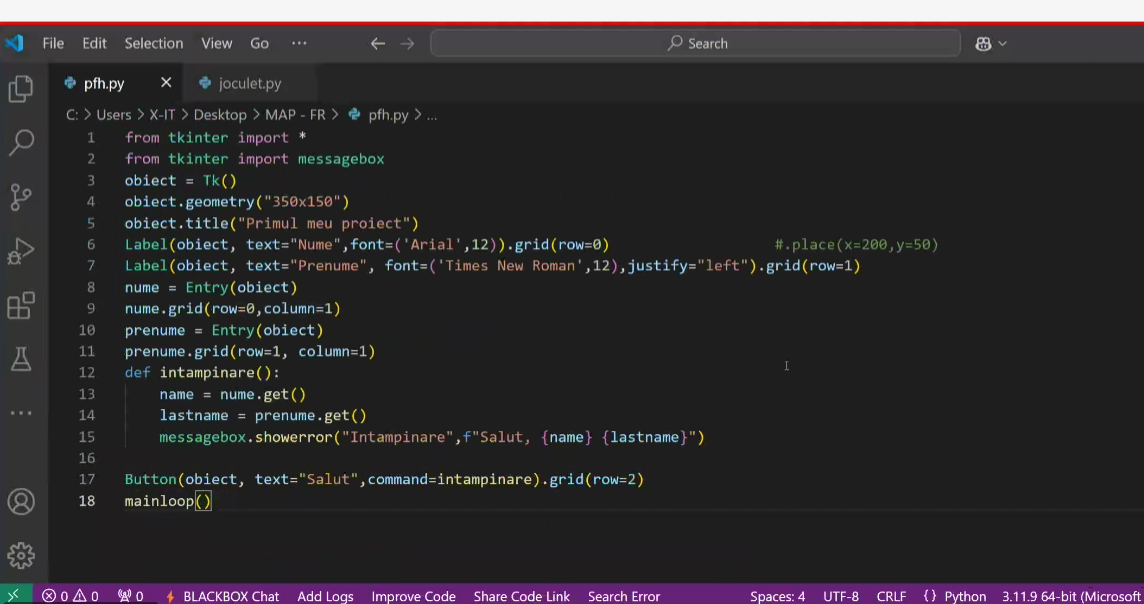 File Edit Selection View Go ... Search
pfh.py joculet.py
C: > Users > X-IT > Desktop > MAP - FR > pfh.py > ...
1 from tkinter import *
2 from tkinter import messagebox
3 obiect = Tk()
4 obiect.geometry("350x150")
5 obiect.title("Primul meu proiect")
6 Label(obiect, text="Nume",font=('Arial',12)).grid(row=0) #.place(x=200,y=50)
7 Label(obiect, text="Prenume", font=('Times New Roman',12),justify="left").grid(row=1)
8 nume = Entry(obiect)
9 nume.grid(row=0,column=1)
10 prenume = Entry(obiect)
11 prenume.grid(row=1, column=1)
12 def intampinare():
13 name = nume.get()
14 lastname = prenume.get()
15 messagebox.showerror("Intampinare",f"Salut, {name} {lastname}")
16
17 Button(obiect, text="Salut",command=intampinare).grid(row=2)
18 mainloop()
0 0 0 BLACKBOX Chat Add Logs Improve Code Share Code Link Search Error Spaces: 4 UTF-8 CRLF {} Python 3.11.9 64-bit (Microsoft